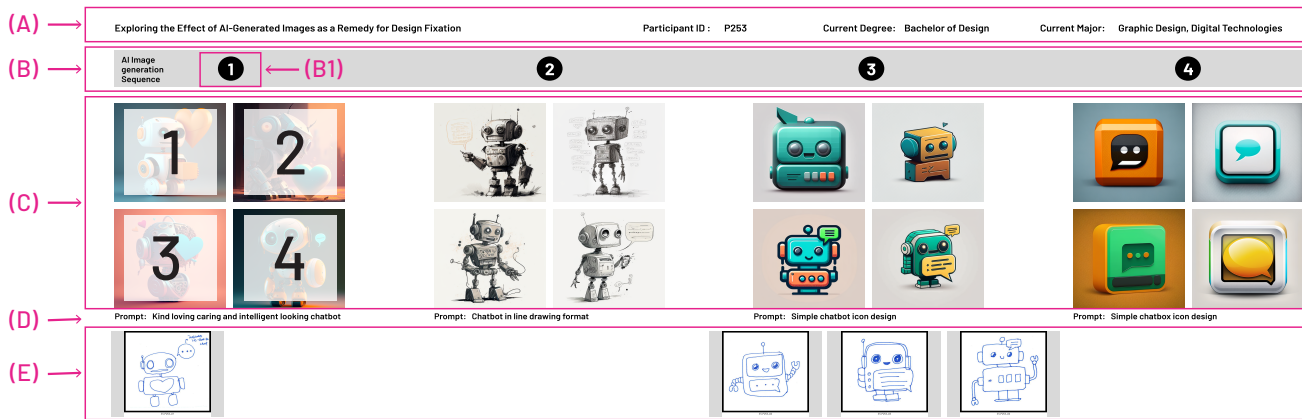 (A)
Exploring the Effect of AI-Generated Images as a Remedy for Design Fixation
Participant ID : P253
Current Degree: Bachelor of Design
Current Major: Graphic Design, Digital Technologies
(B)
AI Image
generation
Sequence
1
(B1)
2
3
4
(C)
1
2
3
4
(D)
Prompt: Kind loving caring and intelligent looking chatbot
Prompt: Chatbot in line drawing format
Prompt: Simple chatbot icon design
Prompt: Simple chatbox icon design
(E)